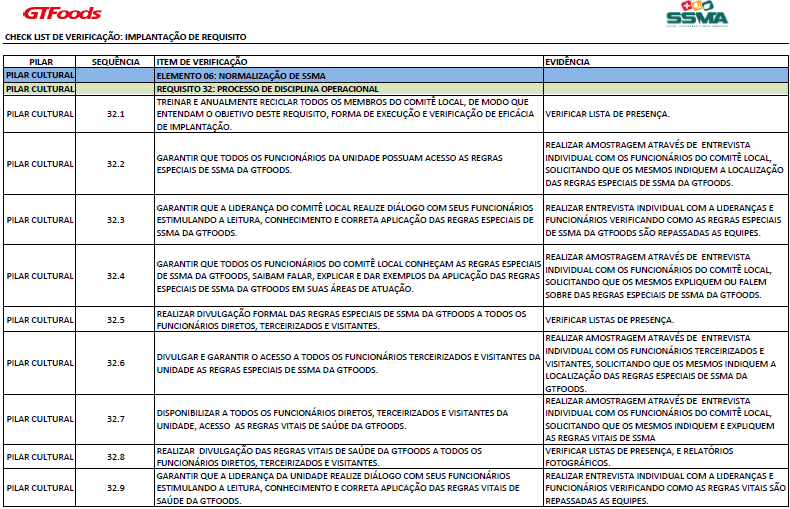 GTFoods
SSMA
CHECK LIST DE VERIFICAÇÃO: IMPLANTAÇÃO DE REQUISITO
PILAR SEQUÊNCIA ITEM DE VERIFICAÇÃO EVIDÊNCIA
PILAR CULTURAL ELEMENTO 06: NORMALIZAÇÃO DE SSMA
PILAR CULTURAL REQUISITO 32: PROCESSO DE DISCIPLINA OPERACIONAL
PILAR CULTURAL 32.1
TREINAR E ANUALMENTE RECICLAR TODOS OS MEMBROS DO COMITÊ LOCAL, DE MODO QUE
ENTENDAM O OBJETIVO DESTE REQUISITO, FORMA DE EXECUÇÃO E VERIFICAÇÃO DE EFICÁCIA
DE IMPLANTAÇÃO.
VERIFICAR LISTA DE PRESENÇA.
PILAR CULTURAL 32.2
GARANTIR QUE TODOS OS FUNCIONÁRIOS DA UNIDADE POSSUAM ACESSO AS REGRAS
ESPECIAIS DE SSMA DA GTFOODS.
REALIZAR AMOSTRAGEM ATRAVÉS DE ENTREVISTA
INDIVIDUAL COM OS FUNCIONÁRIOS DO COMITÊ LOCAL,
SOLICITANDO QUE OS MESMOS INDIQUEM A LOCALIZAÇÃO
DAS REGRAS ESPECIAIS DE SSMA DA GTFOODS.
PILAR CULTURAL 32.3
GARANTIR QUE A LIDERANÇA DO COMITÊ LOCAL REALIZE DIÁLOGO COM SEUS FUNCIONÁRIOS
ESTIMULANDO A LEITURA, CONHECIMENTO E CORRETA APLICAÇÃO DAS REGRAS ESPECIAIS DE
SSMA DA GTFOODS.
REALIZAR ENTREVISTA INDIVIDUAL COM A LIDERANÇAS E
FUNCIONÁRIOS VERIFICANDO COMO AS REGRAS ESPECIAIS
DE SSMA DA GTFOODS SÃO REPASSADAS AS EQUIPES.
PILAR CULTURAL 32.4
GARANTIR QUE TODOS OS FUNCIONÁRIOS DO COMITÊ LOCAL CONHEÇAM AS REGRAS ESPECIAIS
DE SSMA DA GTFOODS, SAIBAM FALAR, EXPLICAR E DAR EXEMPLOS DA APLICAÇÃO DAS REGRAS
ESPECIAIS DE SSMA DA GTFOODS EM SUAS ÁREAS DE ATUAÇÃO.
REALIZAR AMOSTRAGEM ATRAVÉS DE ENTREVISTA
INDIVIDUAL COM OS FUNCIONÁRIOS DO COMITÊ LOCAL,
SOLICITANDO QUE OS MESMOS EXPLIQUEM OU FALEM
SOBRE DAS REGRAS ESPECIAIS DE SSMA DA GTFOODS.
PILAR CULTURAL 32.5
REALIZAR DIVULGAÇÃO FORMAL DAS REGRAS ESPECIAIS DE SSMA DA GTFOODS A TODOS OS
FUNCIONÁRIOS DIRETOS, TERCEIRIZADOS E VISITANTES.
VERIFICAR LISTAS DE PRESENÇA.
PILAR CULTURAL 32.6
DIVULGAR E GARANTIR O ACESSO A TODOS OS FUNCIONÁRIOS TERCEIRIZADOS E VISITANTES DA
UNIDADE AS REGRAS ESPECIAIS DE SSMA DA GTFOODS.
REALIZAR AMOSTRAGEM ATRAVÉS DE ENTREVISTA
INDIVIDUAL COM OS FUNCIONÁRIOS TERCEIRIZADOS E
VISITANTES, SOLICITANDO QUE OS MESMOS INDIQUEM A
LOCALIZAÇÃO DAS REGRAS ESPECIAIS DE SSMA DA
GTFOODS.
PILAR CULTURAL 32.7
DISPONIBILIZAR A TODOS OS FUNCIONÁRIOS DIRETOS, TERCEIRIZADOS E VISITANTES DA
UNIDADE, ACESSO AS REGRAS VITAIS DE SAÚDE DA GTFOODS.
REALIZAR AMOSTRAGEM ATRAVÉS DE ENTREVISTA
INDIVIDUAL COM OS FUNCIONÁRIOS DO COMITÊ LOCAL,
SOLICITANDO QUE OS MESMOS INDIQUEM E EXPLIQUEM
AS REGRAS VITAIS DE SSMA
PILAR CULTURAL 32.8
REALIZAR DIVULGAÇÃO DAS REGRAS VITAIS DE SAÚDE DA GTFOODS A TODOS OS
FUNCIONÁRIOS DIRETOS, TERCEIRIZADOS E VISITANTES.
VERIFICAR LISTAS DE PRESENÇA, E RELATÓRIOS
FOTOGRÁFICOS.
PILAR CULTURAL 32.9
GARANTIR QUE A LIDERANÇA DA UNIDADE REALIZE DIÁLOGO COM SEUS FUNCIONÁRIOS
ESTIMULANDO A LEITURA, CONHECIMENTO E CORRETA APLICAÇÃO DAS REGRAS VITAIS DE
SAÚDE DA GTFOODS.
REALIZAR ENTREVISTA INDIVIDUAL COM A LIDERANÇAS E
FUNCIONÁRIOS VERIFICANDO COMO AS REGRAS VITAIS SÃO
REPASSADAS AS EQUIPES.